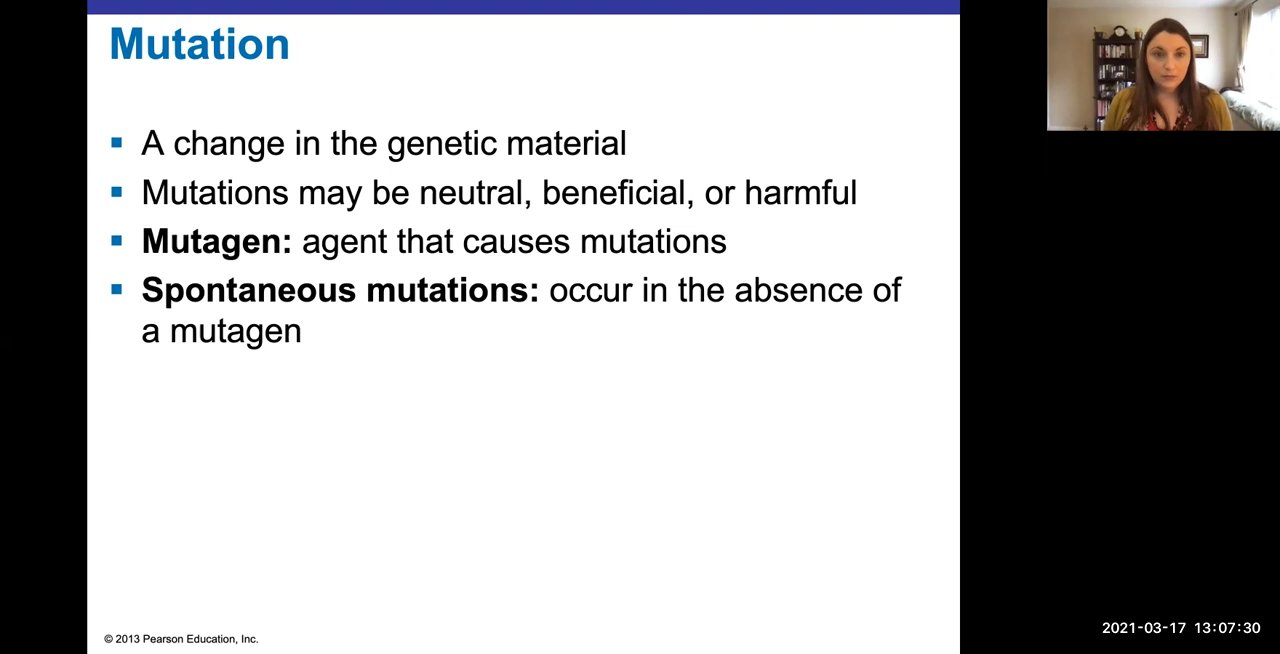 Mutation
A change in the genetic material
Mutations may be neutral, beneficial, or harmful
Mutagen: agent that causes mutations
Spontaneous mutations: occur in the absence of
a mutagen
© 2013 Pearson Education, Inc.
2021-03-17 13:07:30